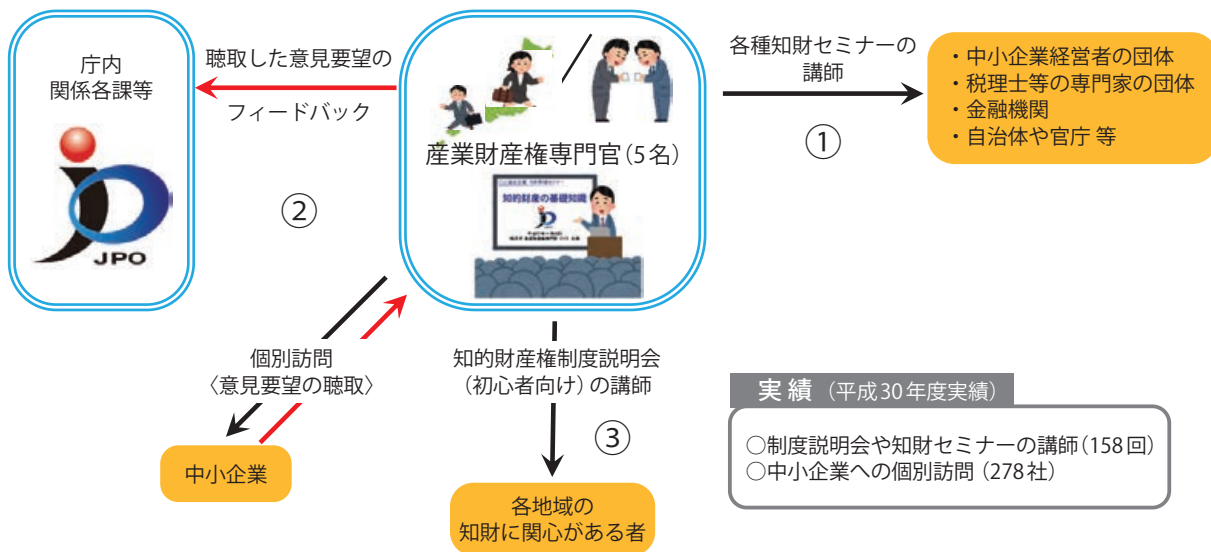 庁内
関係各課等
JPO
聴取した意見要望の
フィードバック
②
産業財産権専門官(5名)
知的財産の基礎知識
各種知財セミナーの
講師
①
・中小企業経営者の団体
・税理士等の専門家の団体
・金融機関
・自治体や官庁 等
個別訪問
〈意見要望の聴取〉
中小企業
知的財産権制度説明会
(初心者向け)の講師
③
各地域の
知財に関心がある者
実 績 (平成30年度実績)
○制度説明会や知財セミナーの講師(158回)
○中小企業への個別訪問 (278社)